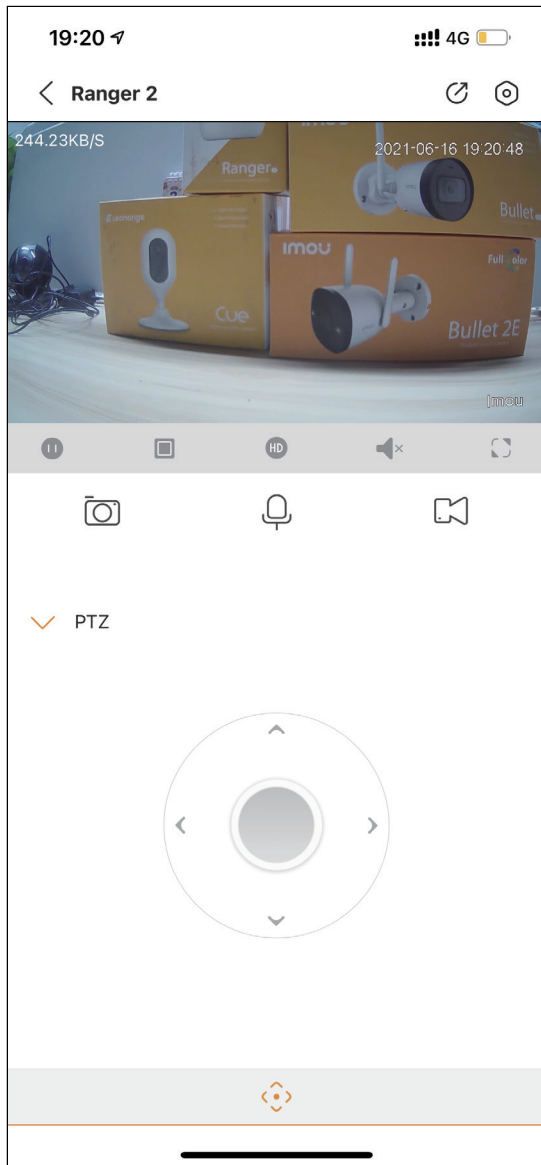 19:20
4G
Ranger 2
244.23KB/S
2021-06-16 19:20:48
Ranger
Bullet
imou
Full Color
Cue
Bullet 2E
imou
HD
PTZ